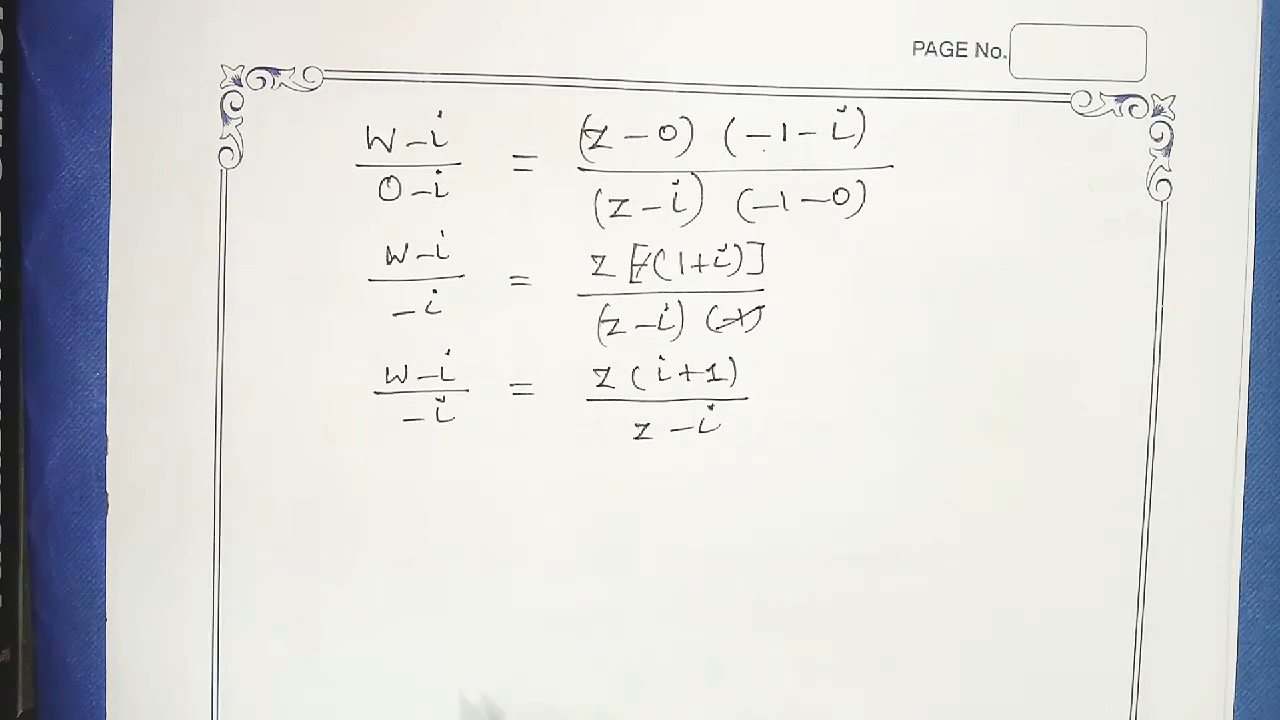 PAGE No.
(w-i)/(0-i) = ((z-0) (-1-i))/((z-i) (-1-0))
(w-i)/(-i) = (z [-(1+i)])/((z-i) (-1))
(w-i)/(-i) = (z(i+1))/(z-i)